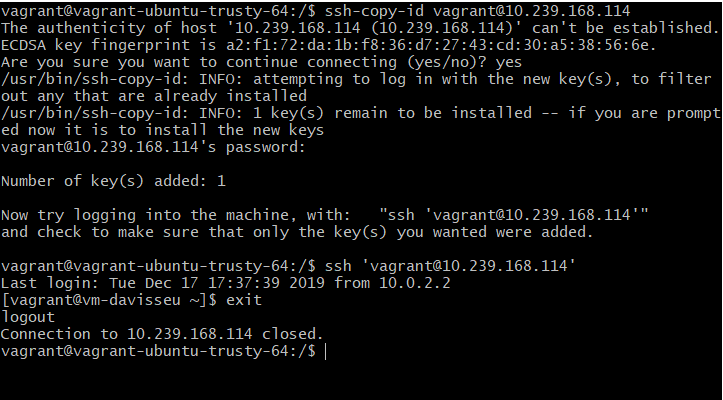 vagrant@vagrant-ubuntu-trusty-64:/$ ssh-copy-id vagrant@10.239.168.114
The authenticity of host '10.239.168.114 (10.239.168.114)' can't be established.
ECDSA key fingerprint is a2:f1:72:da:1b:f8:36:d7:27:43:cd:30:a5:38:56:6e.
Are you sure you want to continue connecting (yes/no)? yes
/usr/bin/ssh-copy-id: INFO: attempting to log in with the new key(s), to filter
out any that are already installed
/usr/bin/ssh-copy-id: INFO: 1 key(s) remain to be installed -- if you are prompt
ed now it is to install the new keys
vagrant@10.239.168.114's password:
Number of key(s) added: 1
Now try logging into the machine, with:   "ssh 'vagrant@10.239.168.114'"
and check to make sure that only the key(s) you wanted were added.
vagrant@vagrant-ubuntu-trusty-64:/$ ssh 'vagrant@10.239.168.114'
Last login: Tue Dec 17 17:37:39 2019 from 10.0.2.2
[vagrant@vm-davisseu ~]$ exit
logout
Connection to 10.239.168.114 closed.
vagrant@vagrant-ubuntu-trusty-64:/$